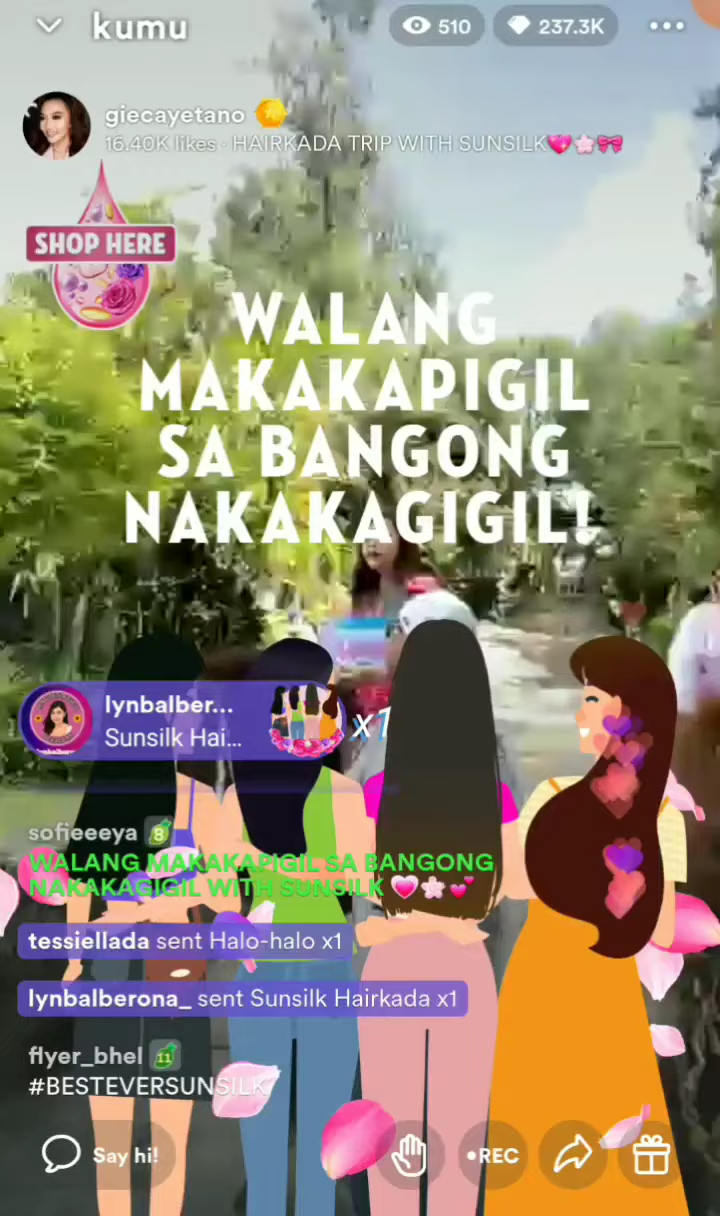 kumu
510
237.3K
giecayetano
16.40K likes · HAIRKADA TRIP WITH SUNSILK💖🌸🎀
SHOP HERE
WALANG
MAKAKAPIGIL
SA BANGONG
NAKAKAGIGIL!
lynbalber...
Sunsilk Hai...
x1
sofieeeya 8
WALANG MAKAKAPIGIL SA BANGONG
NAKAKAGIGIL WITH SUNSILK 💗🌸💕
tessiellada sent Halo-halo x1
lynbalberona_ sent Sunsilk Hairkada x1
flyer_bhel 11
#BESTEVERSUNSILK
Say hi!
•REC